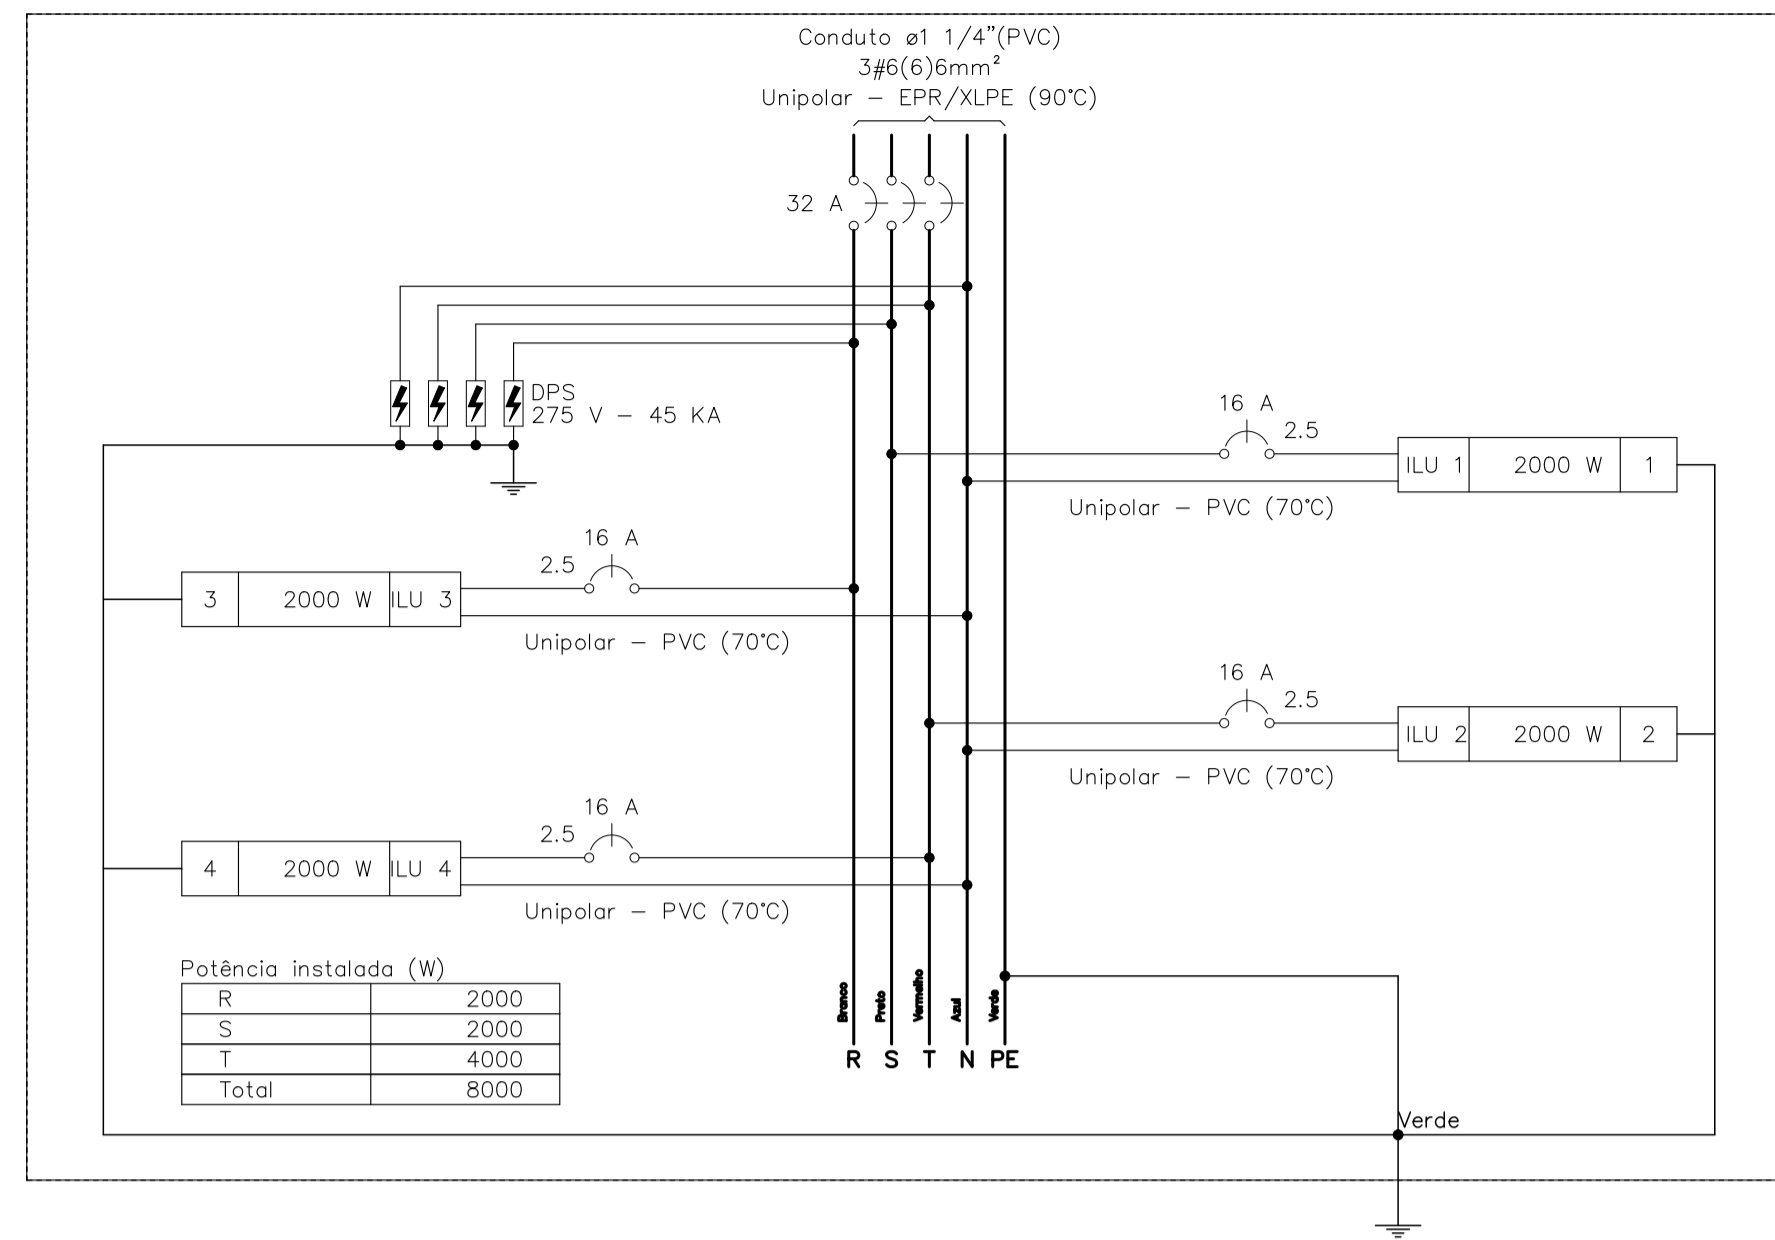 Conduto ø1 1/4”(PVC)
3#6(6)6mm²
Unipolar – EPR/XLPE (90°C)
32 A
DPS
275 V – 45 KA
16 A
2.5
ILU 1 2000 W 1
Unipolar – PVC (70°C)
16 A
2.5
3 2000 W ILU 3
Unipolar – PVC (70°C)
16 A
2.5
ILU 2 2000 W 2
Unipolar – PVC (70°C)
16 A
2.5
4 2000 W ILU 4
Unipolar – PVC (70°C)
Potência instalada (W)
R 2000
S 2000
T 4000
Total 8000
Branco
Preto
Vermelho
Azul
Verde
R S T N PE
Verde